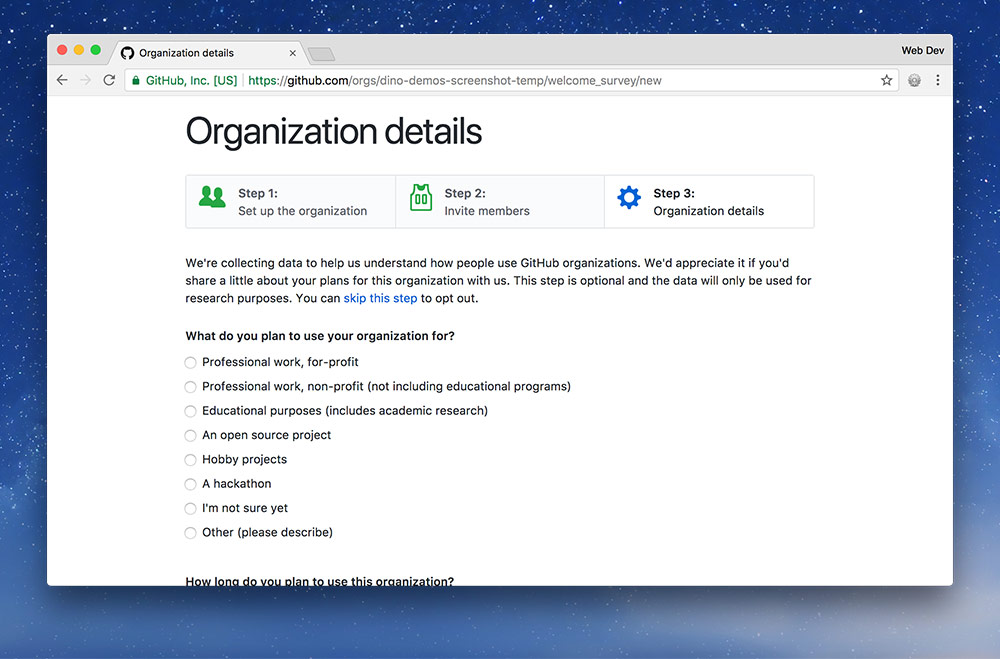 Organization details
Web Dev
GitHub, Inc. [US] https://github.com/orgs/dino-demos-screenshot-temp/welcome_survey/new
Organization details
Step 1:
Set up the organization
Step 2:
Invite members
Step 3:
Organization details
We're collecting data to help us understand how people use GitHub organizations. We'd appreciate it if you'd
share a little about your plans for this organization with us. This step is optional and the data will only be used for
research purposes. You can skip this step to opt out.
What do you plan to use your organization for?
Professional work, for-profit
Professional work, non-profit (not including educational programs)
Educational purposes (includes academic research)
An open source project
Hobby projects
A hackathon
I'm not sure yet
Other (please describe)
How long do you plan to use this organization?